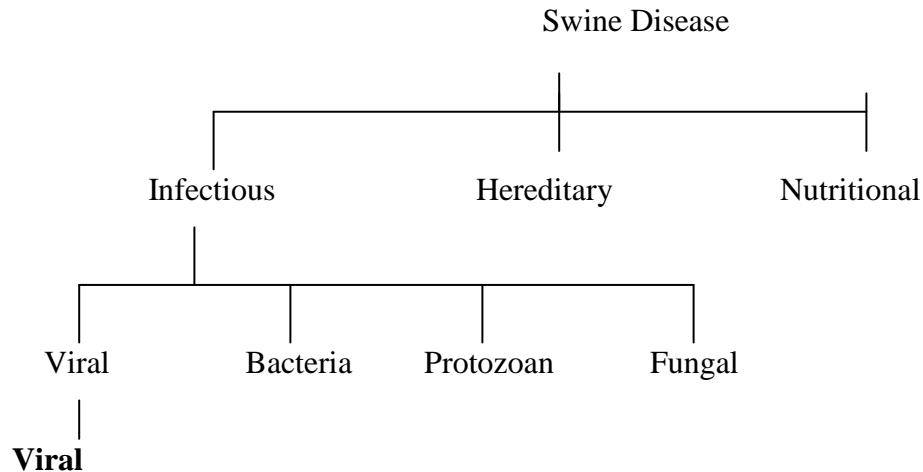 Swine Disease
Infectious Hereditary Nutritional
Viral Bacteria Protozoan Fungal
Viral